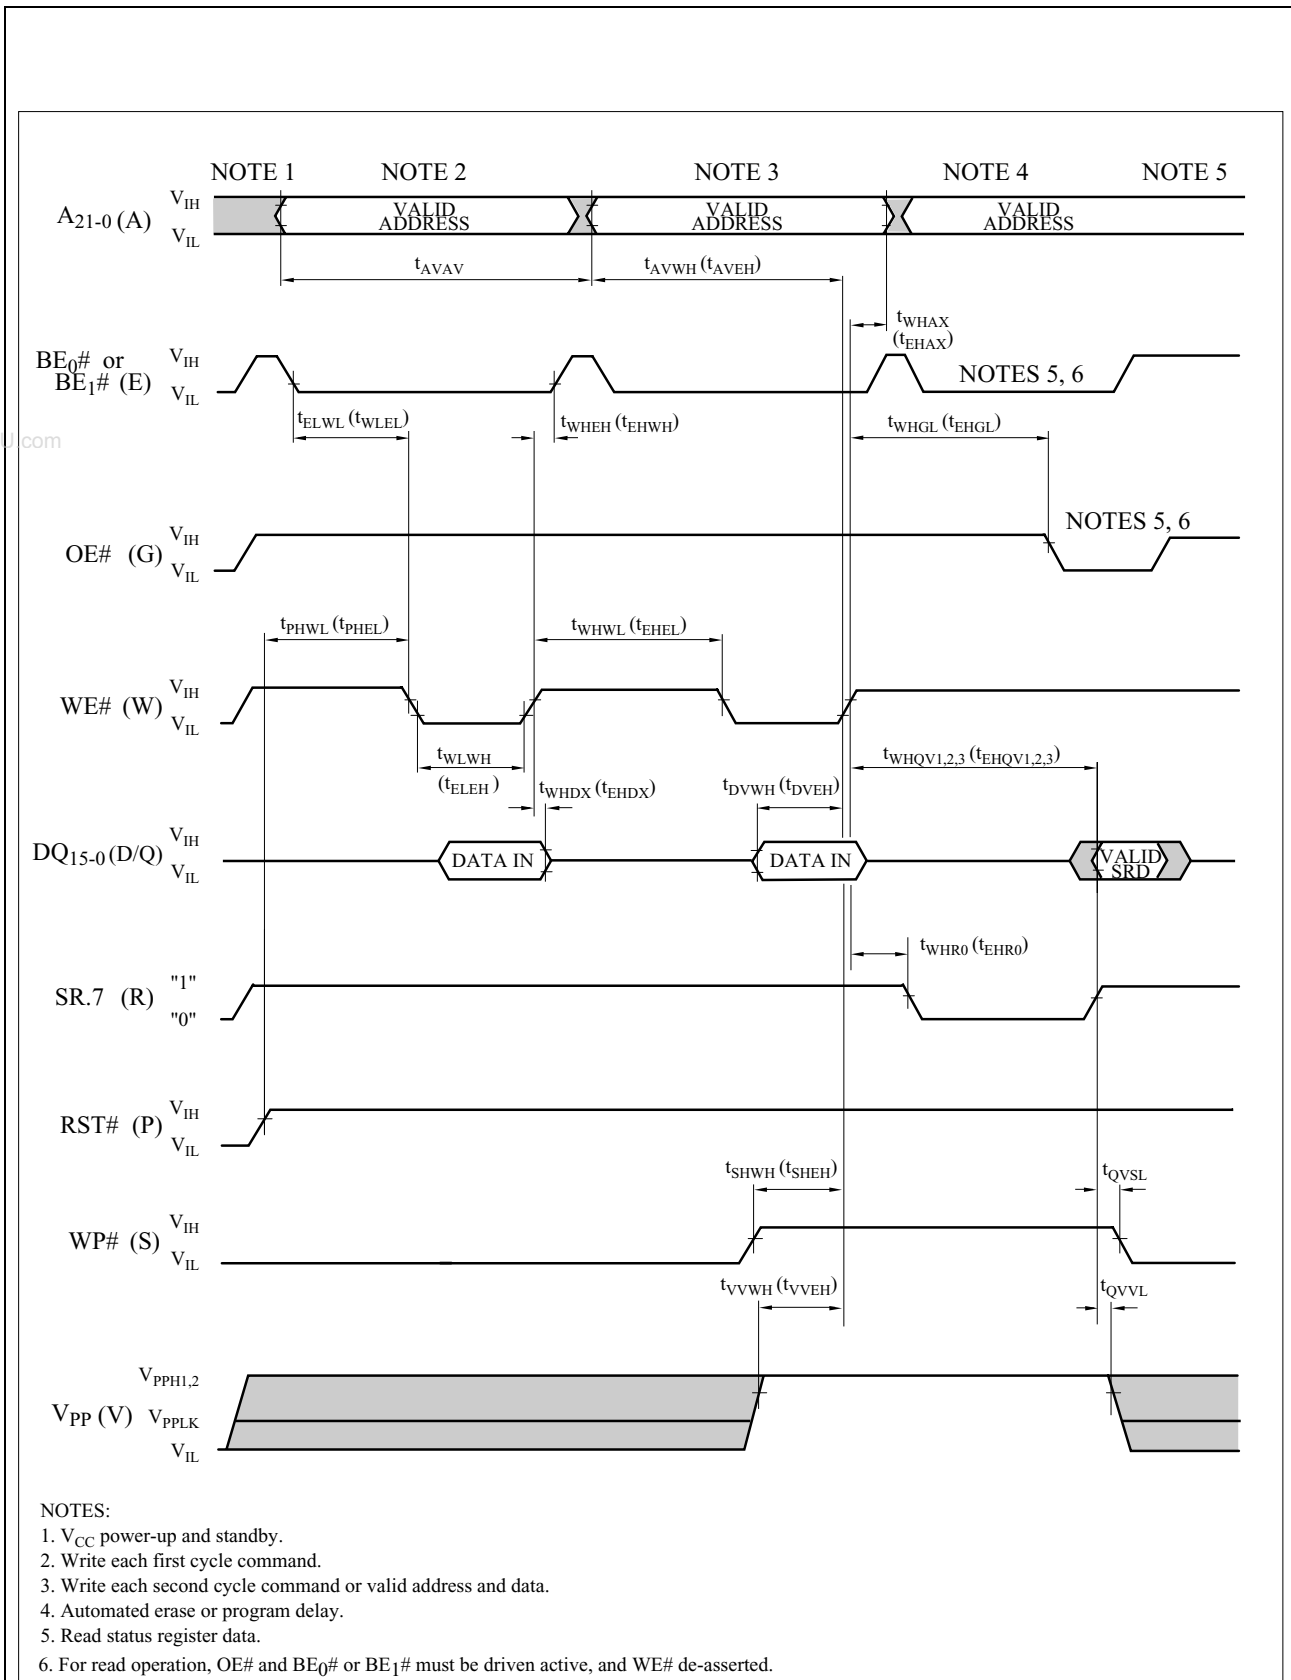 NOTE 1 NOTE 2 NOTE 3 NOTE 4 NOTE 5
A21-0 (A)
VIH
VIL
VALID ADDRESS
VALID ADDRESS
VALID ADDRESS
tAVAV
tAVWH (tAVEH)
tWHAX
(tEHAX)
BE0# or
BE1# (E)
VIH
VIL
NOTES 5, 6
tELWL (tWLEL)
tWHEH (tEHWH)
tWHGL (tEHGL)
U.com
OE# (G)
VIH
VIL
NOTES 5, 6
tPHWL (tPHEL)
tWHWL (tEHEL)
WE# (W)
VIH
VIL
tWLWH
(tELEH)
tWHDX (tEHDX)
tDVWH (tDVEH)
tWHQV1,2,3 (tEHQV1,2,3)
DQ15-0 (D/Q)
VIH
VIL
DATA IN
DATA IN
VALID SRD
tWHR0 (tEHR0)
SR.7 (R)
"1"
"0"
RST# (P)
VIH
VIL
tSHWH (tSHEH)
tQVSL
WP# (S)
VIH
VIL
tVVWH (tVVEH)
tQVVL
VPP (V)
VPPH1,2
VPPLK
VIL
NOTES:
1. VCC power-up and standby.
2. Write each first cycle command.
3. Write each second cycle command or valid address and data.
4. Automated erase or program delay.
5. Read status register data.
6. For read operation, OE# and BE0# or BE1# must be driven active, and WE# de-asserted.